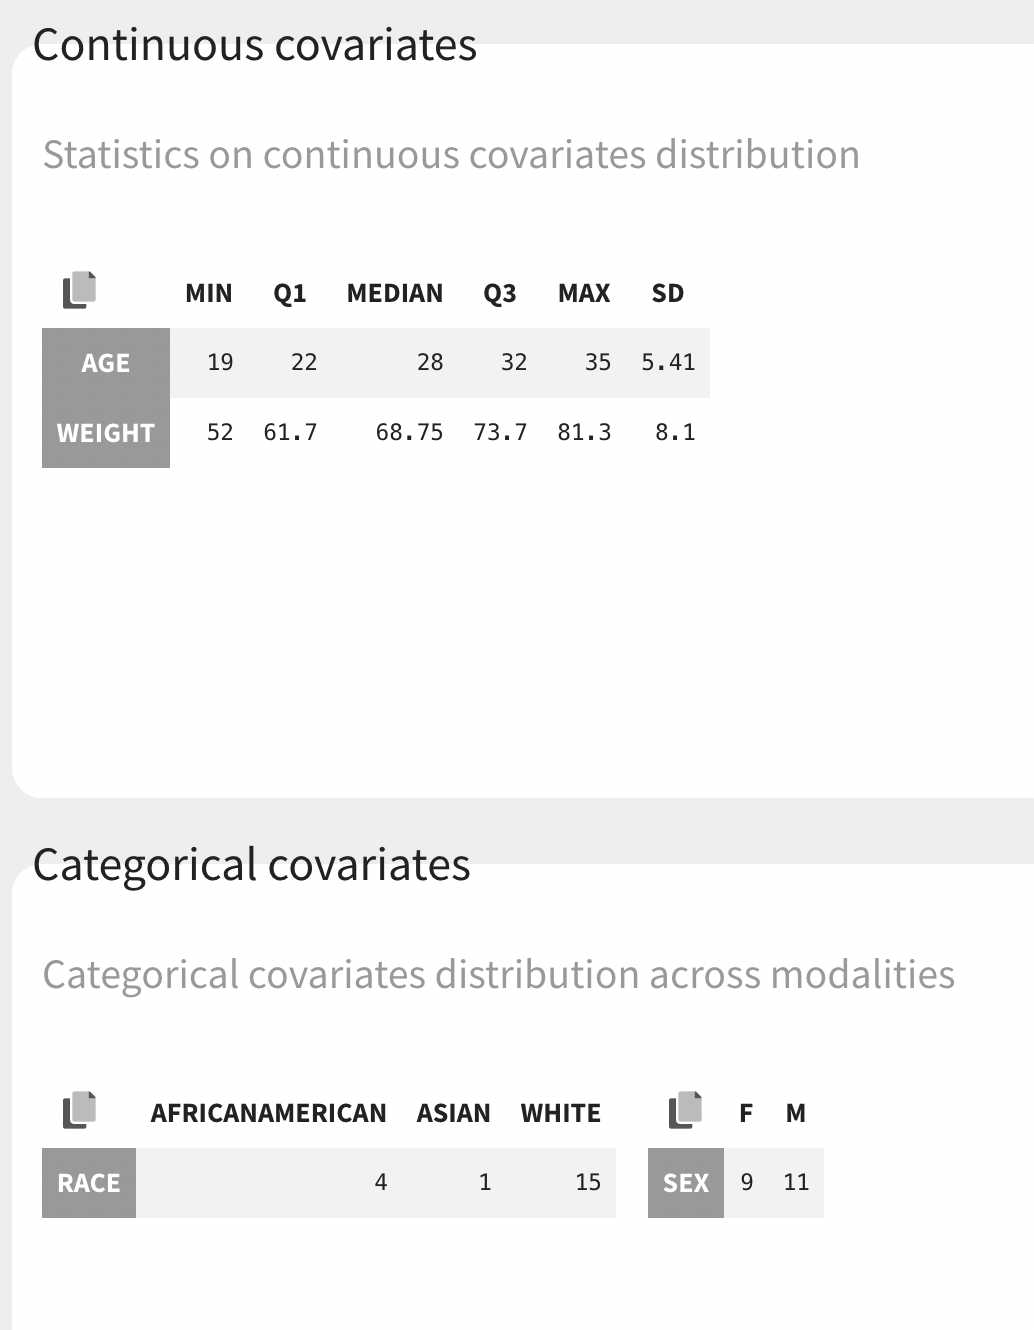 Continuous covariates
Statistics on continuous covariates distribution
MIN Q1 MEDIAN Q3 MAX SD
AGE 19 22 28 32 35 5.41
WEIGHT 52 61.7 68.75 73.7 81.3 8.1
Categorical covariates
Categorical covariates distribution across modalities
AFRICANAMERICAN ASIAN WHITE F M
RACE 4 1 15 SEX 9 11